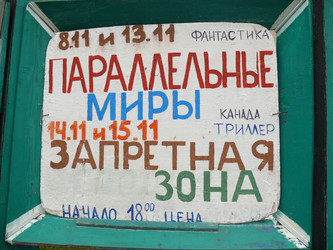 8.11 и 13.11 ФАНТАСТИКА
ПАРАЛЛЕЛЬНЫЕ
МИРЫ КАНАДА
14.11 и 15.11 ТРИЛЛЕР
ЗАПРЕТНАЯ
ЗОНА
НАЧАЛО 18 00 ЦЕНА